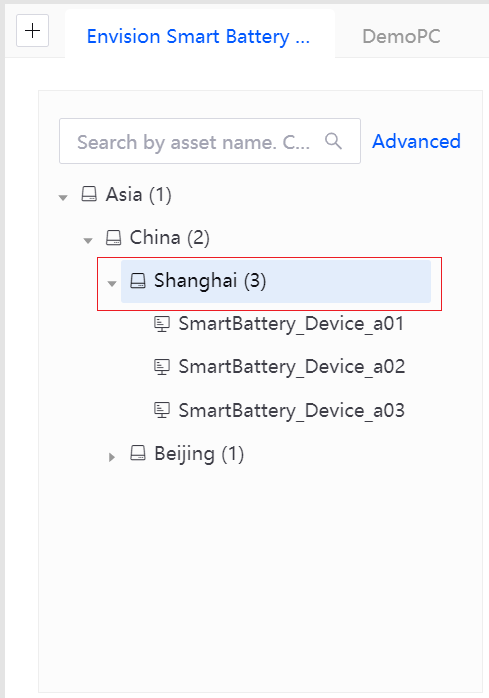 Envision Smart Battery ... DemoPC
Search by asset name. C... Advanced
Asia (1)
China (2)
Shanghai (3)
SmartBattery_Device_a01
SmartBattery_Device_a02
SmartBattery_Device_a03
Beijing (1)